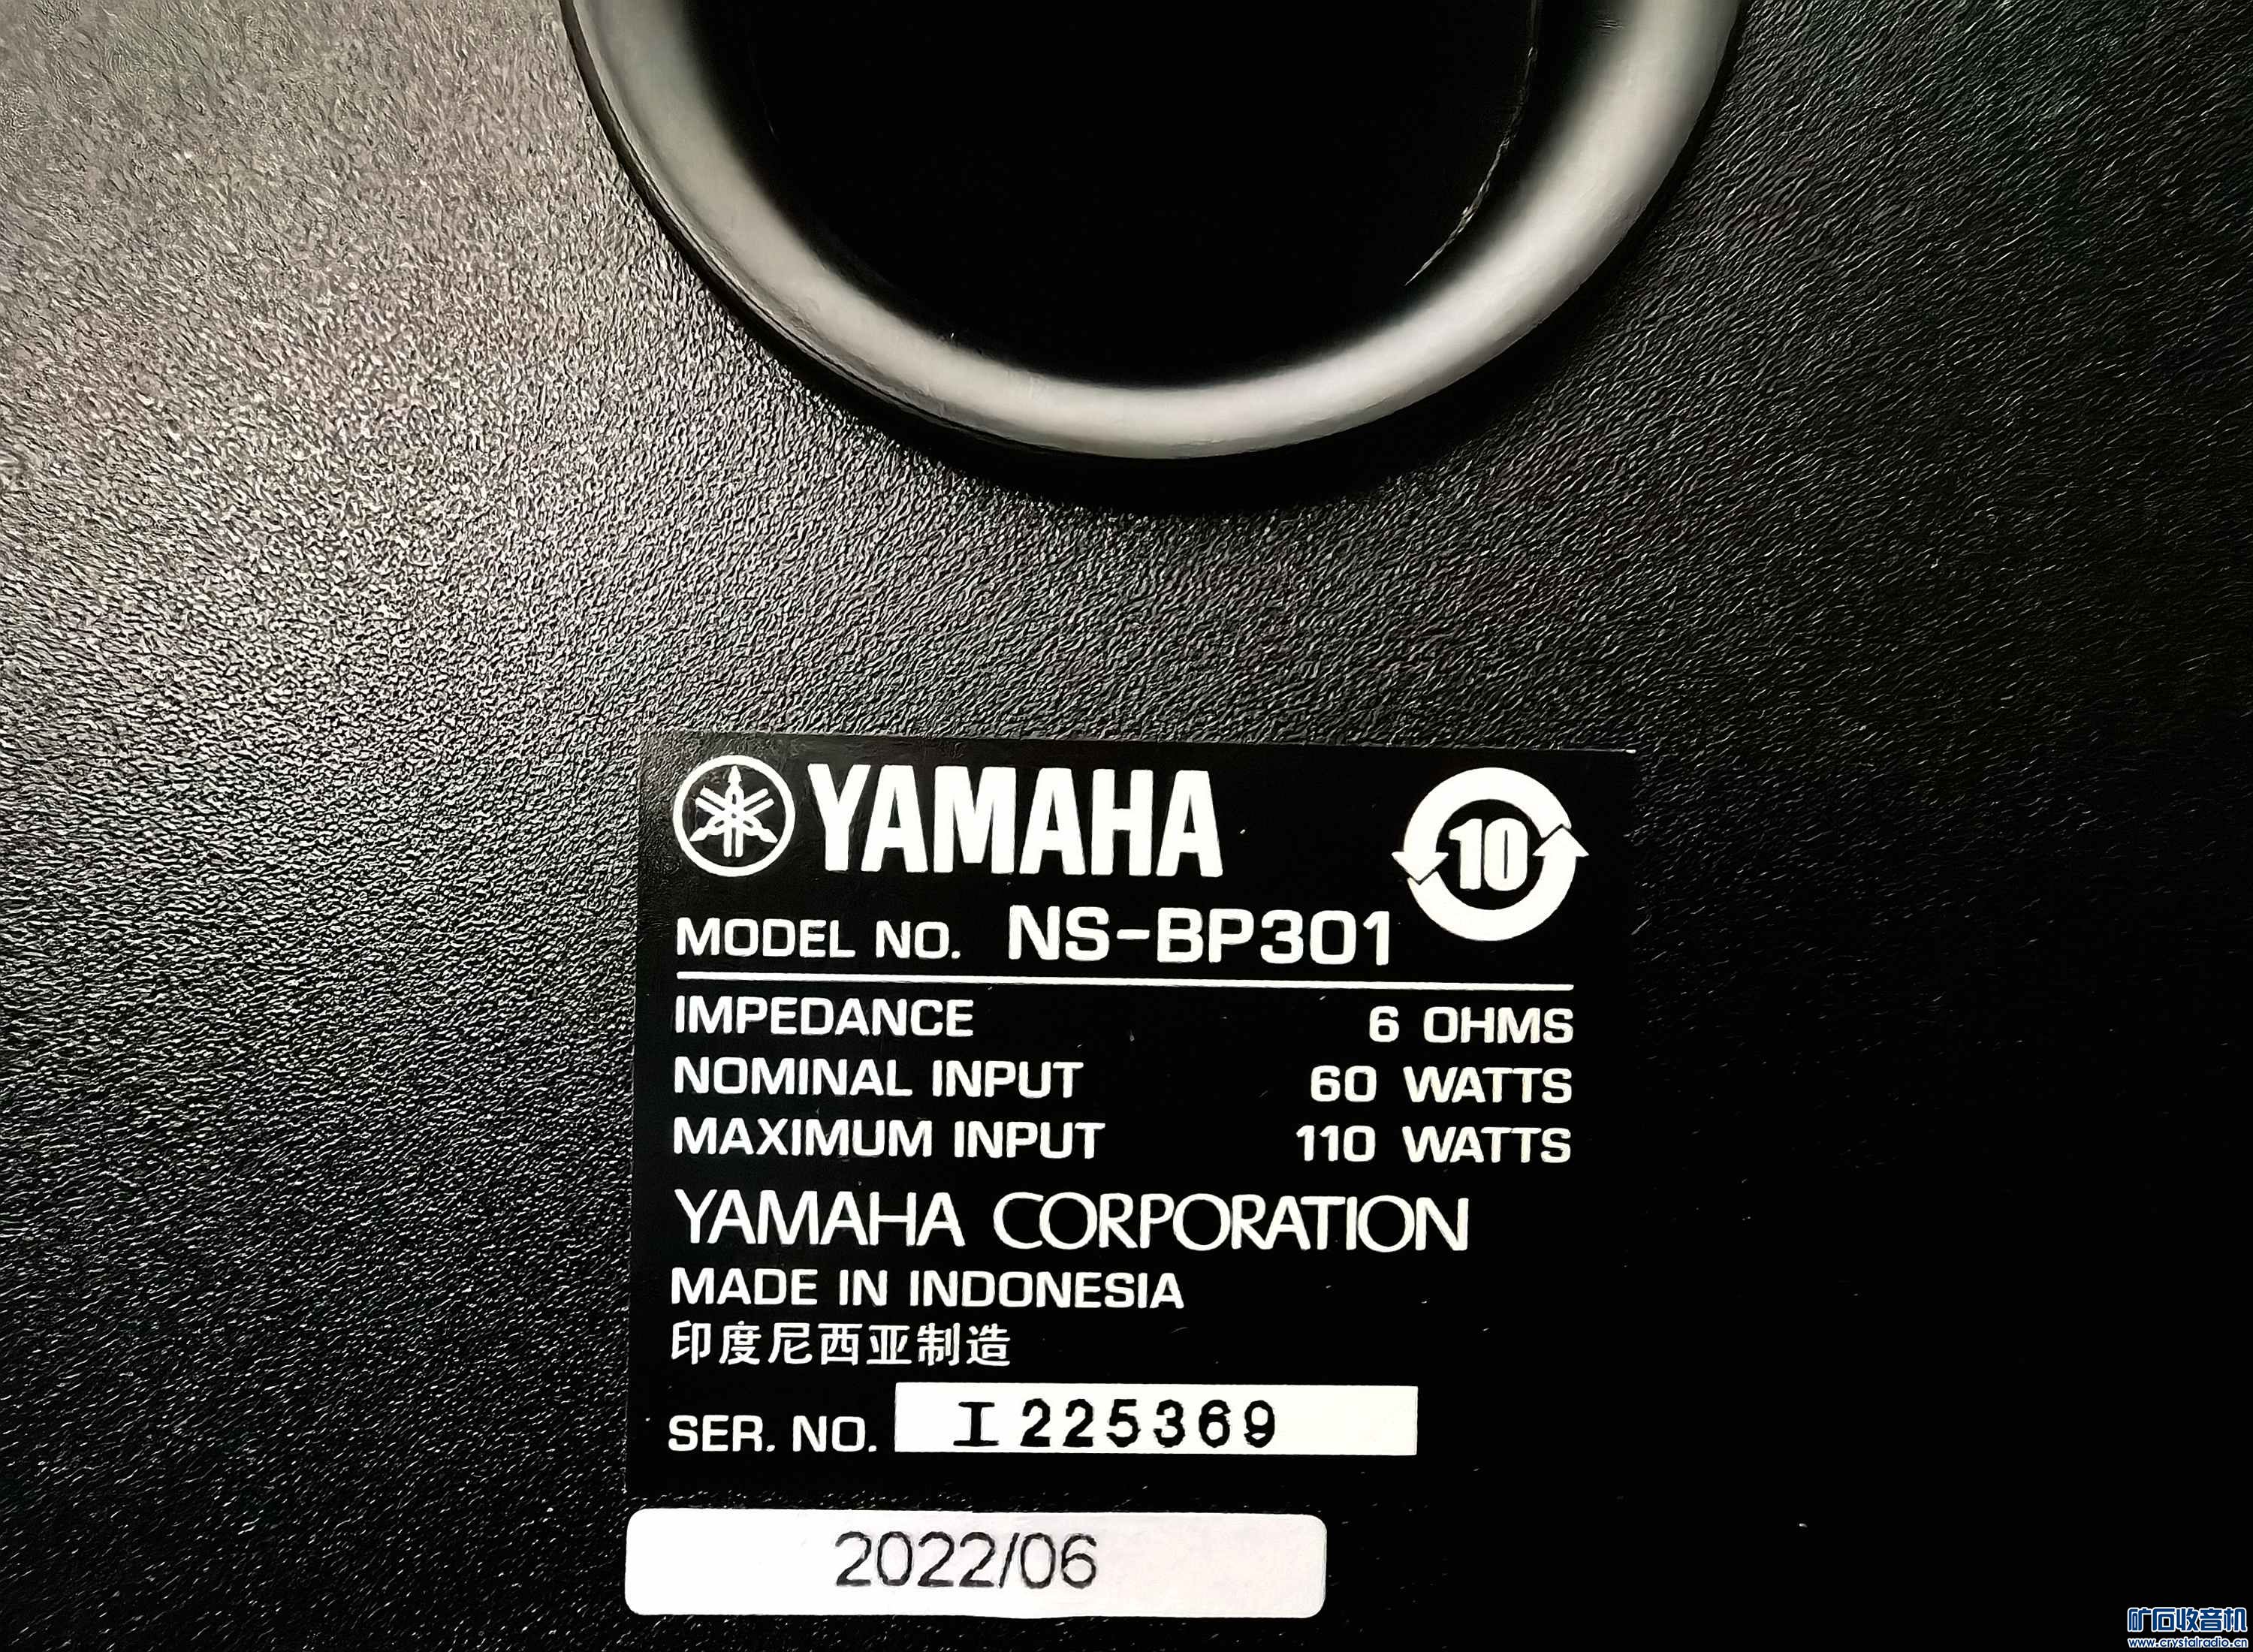 YAMAHA
10
MODEL NO. NS-BP301
IMPEDANCE 6 OHMS
NOMINAL INPUT 60 WATTS
MAXIMUM INPUT 110 WATTS
YAMAHA CORPORATION
MADE IN INDONESIA
印度尼西亚制造
SER. NO. I 225369
2022/06
矿石收音机
www.crystalradio.cn